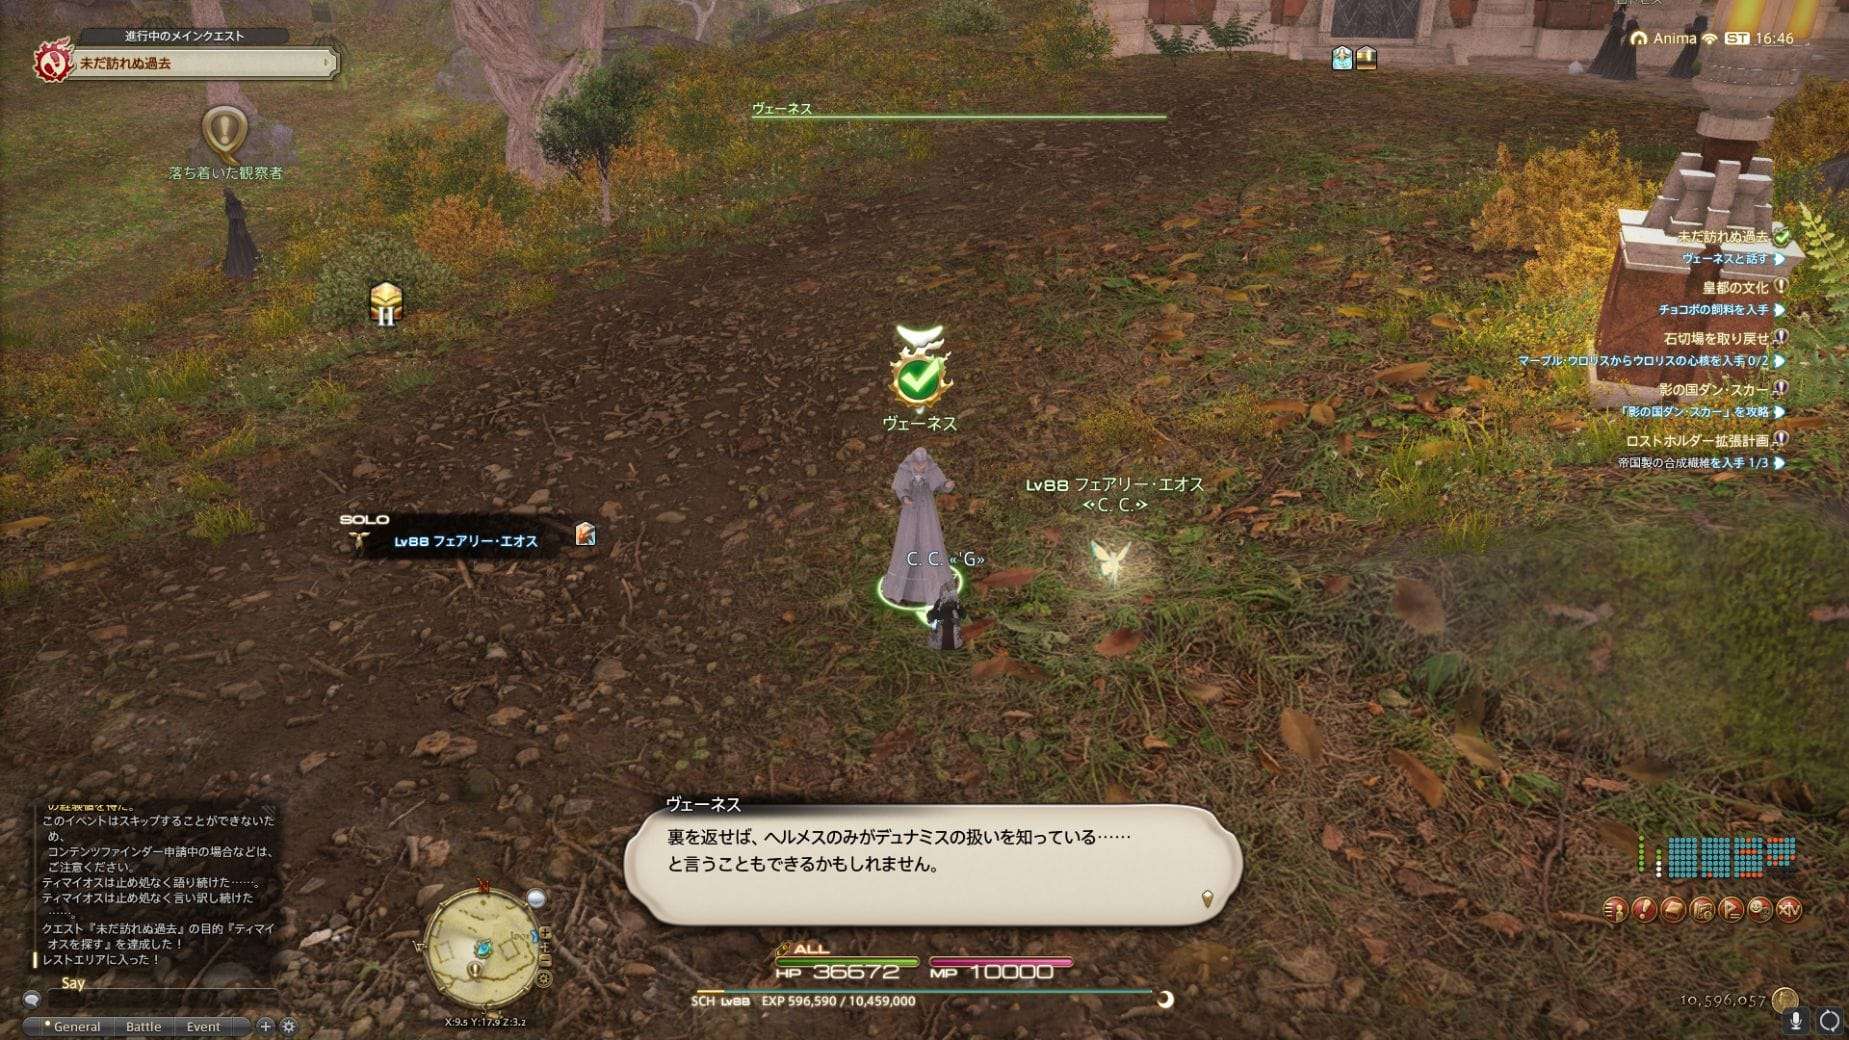 進行中のメインクエスト
未だ訪れぬ過去
Anima
ST 16:46
ヴェーネス
落ち着いた観察者
未だ訪れぬ過去
ヴェーネスと話す
皇都の文化
チョコボの飼料を入手
石切場を取り戻せ
マーブル・ウロリスからウロリスの心核を入手 0/2
影の国ダン・スカー
「影の国ダン・スカー」を攻略
ロストホルダー拡張計画
帝国製の合成繊維を入手 1/3
II
ヴェーネス
Lv88 フェアリー・エオス
«C. C.»
SOLO
Lv88 フェアリー・エオス
C. C. «'G»
ヴェーネス
裏を返せば、ヘルメスのみがデュナミスの扱いを知っている……
と言うこともできるかもしれません。
の経験値を得た。
このイベントはスキップすることができないた
め、
コンテンツファインダー申請中の場合などは、
ご注意ください。
ティマイオスは止め処なく語り続けた……。
ティマイオスは止め処なく言い訳し続けた
……。
クエスト『未だ訪れぬ過去』の目的『ティマイ
オスを探す』を達成した！
レストエリアに入った！
Say
General Battle Event
X:9.5 Y:17.9 Z:3.2
ALL
HP 36672 MP 10000
SCH Lv88 EXP 596,590 / 10,459,000
XIV
10,596,057